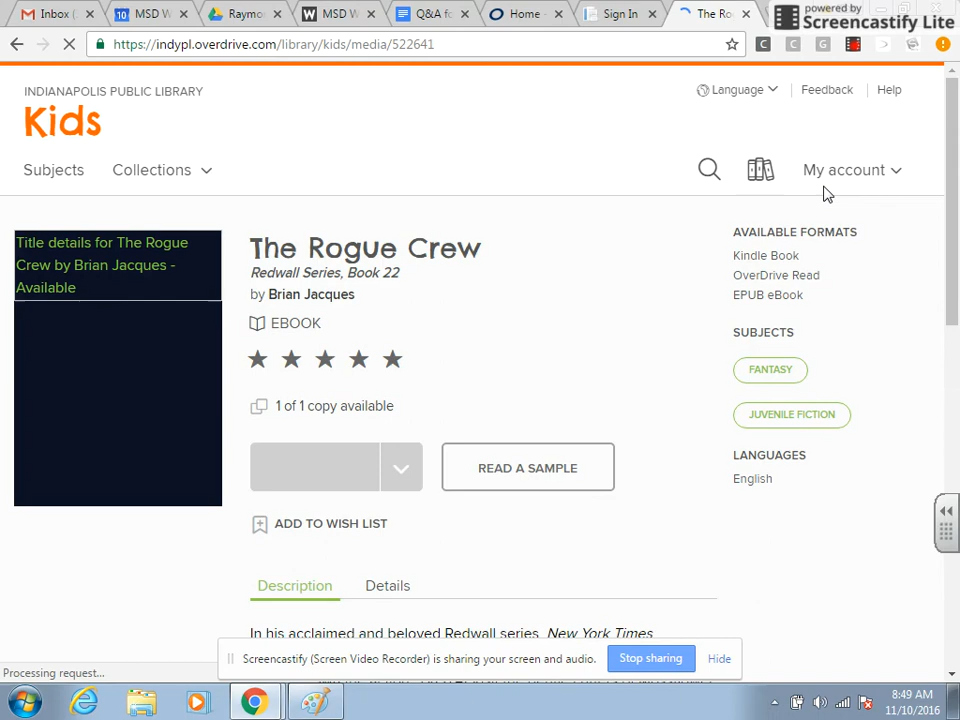 Inbox (
MSD W
Raymo
MSD W
Q&A fo
Home -
Sign In
The Ro
powered by
Screencastify Lite
https://indypl.overdrive.com/library/kids/media/522641
INDIANAPOLIS PUBLIC LIBRARY
Language
Feedback
Help
Kids
Subjects
Collections
My account
Title details for The Rogue
Crew by Brian Jacques -
Available
The Rogue Crew
Redwall Series, Book 22
by Brian Jacques
EBOOK
1 of 1 copy available
READ A SAMPLE
ADD TO WISH LIST
AVAILABLE FORMATS
Kindle Book
OverDrive Read
EPUB eBook
SUBJECTS
FANTASY
JUVENILE FICTION
LANGUAGES
English
Description
Details
In his acclaimed and beloved Redwall series, New York Times
Screencastify (Screen Video Recorder) is sharing your screen and audio.
Stop sharing
Hide
Processing request...
8:49 AM
11/10/2016